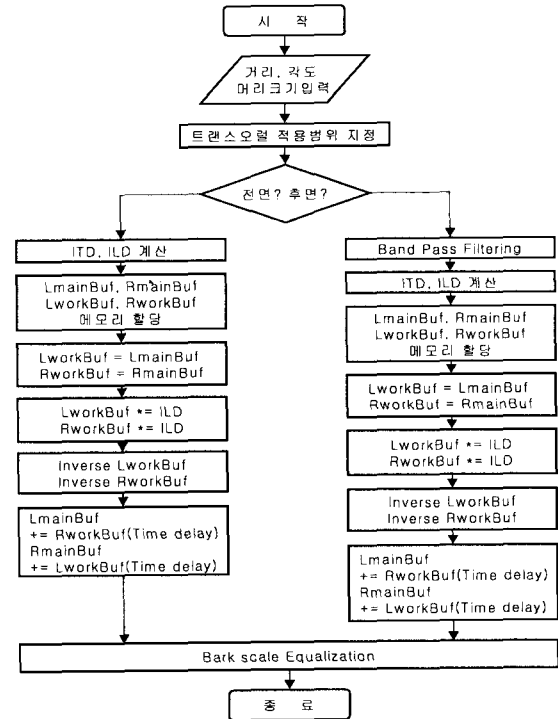 시 작
거리, 각도
머리크기입력
트랜스오럴 적용범위 지정
전면? 후면?
ITD, ILD 계산
LmainBuf, RmainBuf
LworkBuf, RworkBuf
메모리 할당
LworkBuf = LmainBuf
RworkBuf = RmainBuf
LworkBuf *= ILD
RworkBuf *= ILD
Inverse LworkBuf
Inverse RworkBuf
LmainBuf
+= RworkBuf(Time delay)
RmainBuf
+= LworkBuf(Time delay)
Band Pass Filtering
ITD, ILD 계산
LmainBuf, RmainBuf
LworkBuf, RworkBuf
메모리 할당
LworkBuf = LmainBuf
RworkBuf = RmainBuf
LworkBuf *= ILD
RworkBuf *= ILD
Inverse LworkBuf
Inverse RworkBuf
LmainBuf
+= RworkBuf(Time delay)
RmainBuf
+= LworkBuf(Time delay)
Bark scale Equalization
종 료